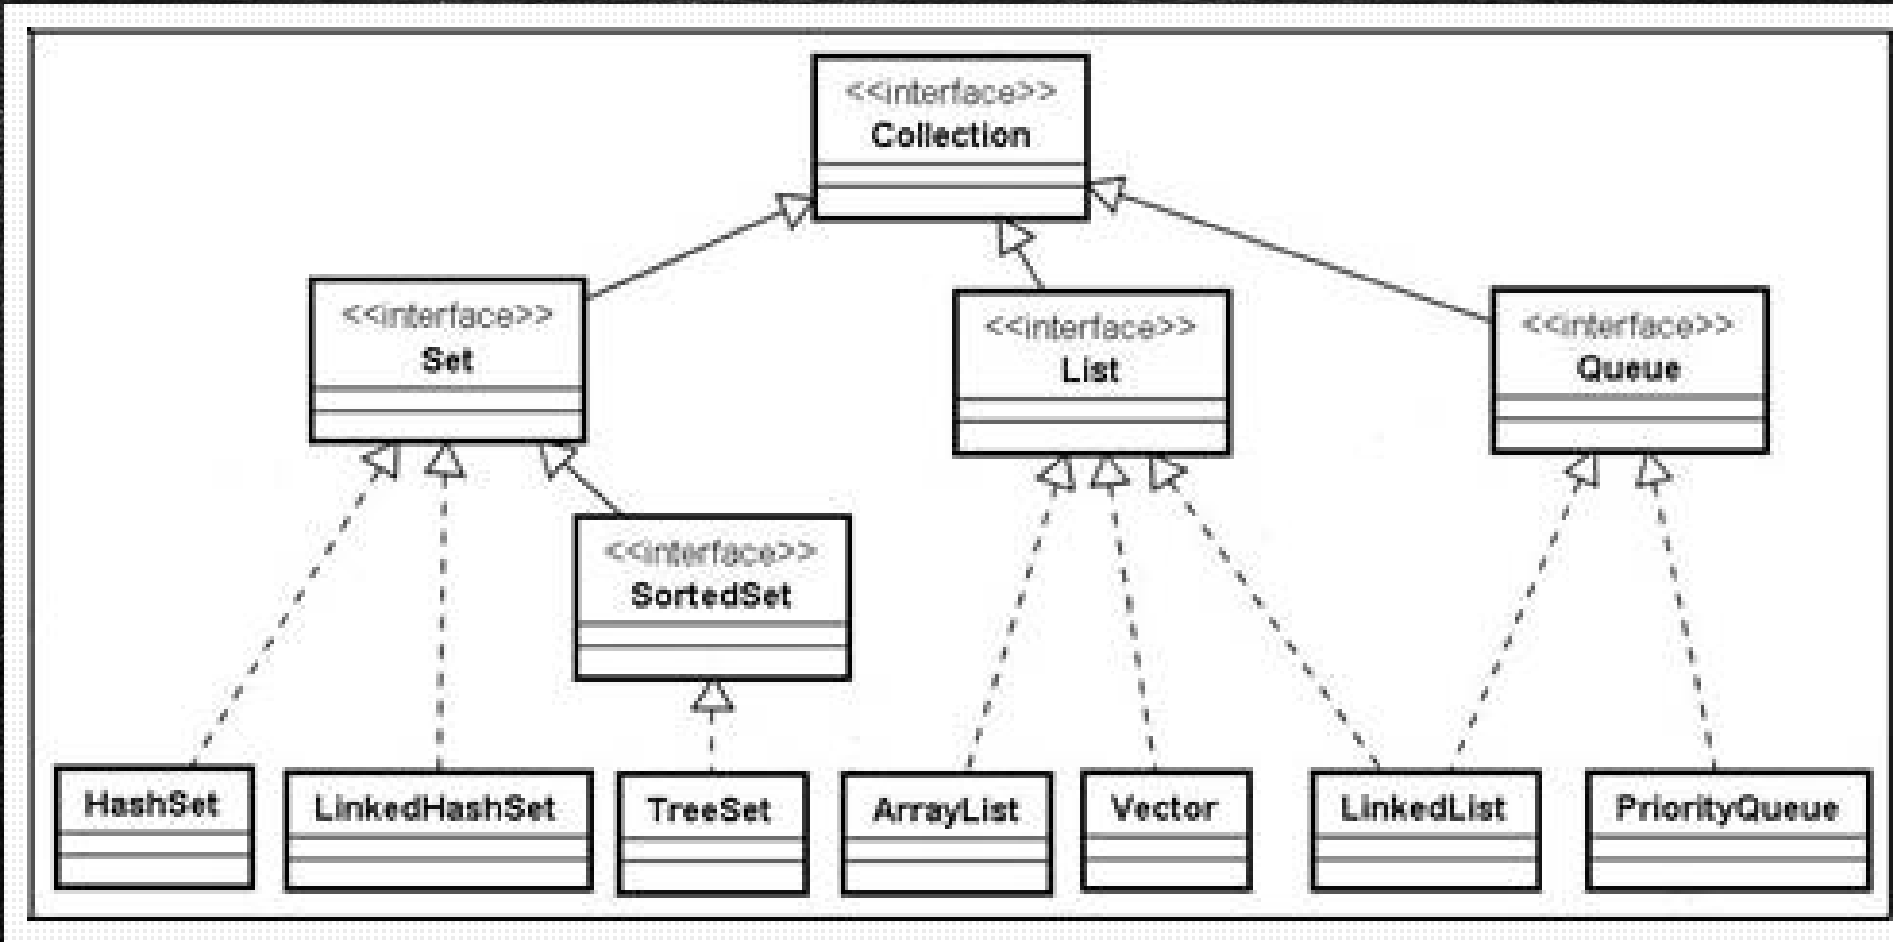 <<interface>>
Collection
<<interface>>
Set
<<interface>>
List
<<interface>>
Queue
<<interface>>
SortedSet
HashSet
LinkedHashSet
TreeSet
ArrayList
Vector
LinkedList
PriorityQueue